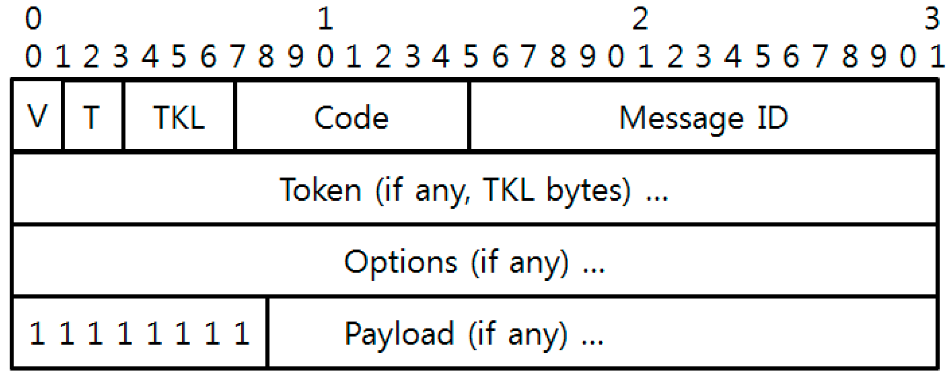 0 1 2 3
0 1 2 3 4 5 6 7 8 9 0 1 2 3 4 5 6 7 8 9 0 1 2 3 4 5 6 7 8 9 0 1
V T TKL Code Message ID
Token (if any, TKL bytes) ...
Options (if any) ...
1 1 1 1 1 1 1 1 Payload (if any) ...